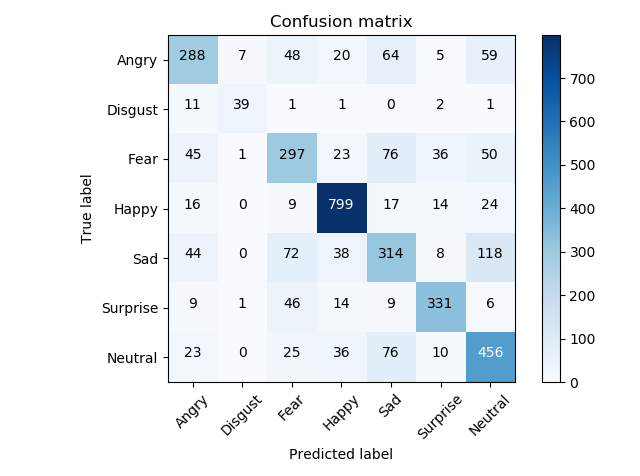 Confusion matrix
Angry 288 7 48 20 64 5 59
Disgust 11 39 1 1 0 2 1
Fear 45 1 297 23 76 36 50
Happy 16 0 9 799 17 14 24
Sad 44 0 72 38 314 8 118
Surprise 9 1 46 14 9 331 6
Neutral 23 0 25 36 76 10 456
Angry Disgust Fear Happy Sad Surprise Neutral
Predicted label
True label
700
600
500
400
300
200
100
0